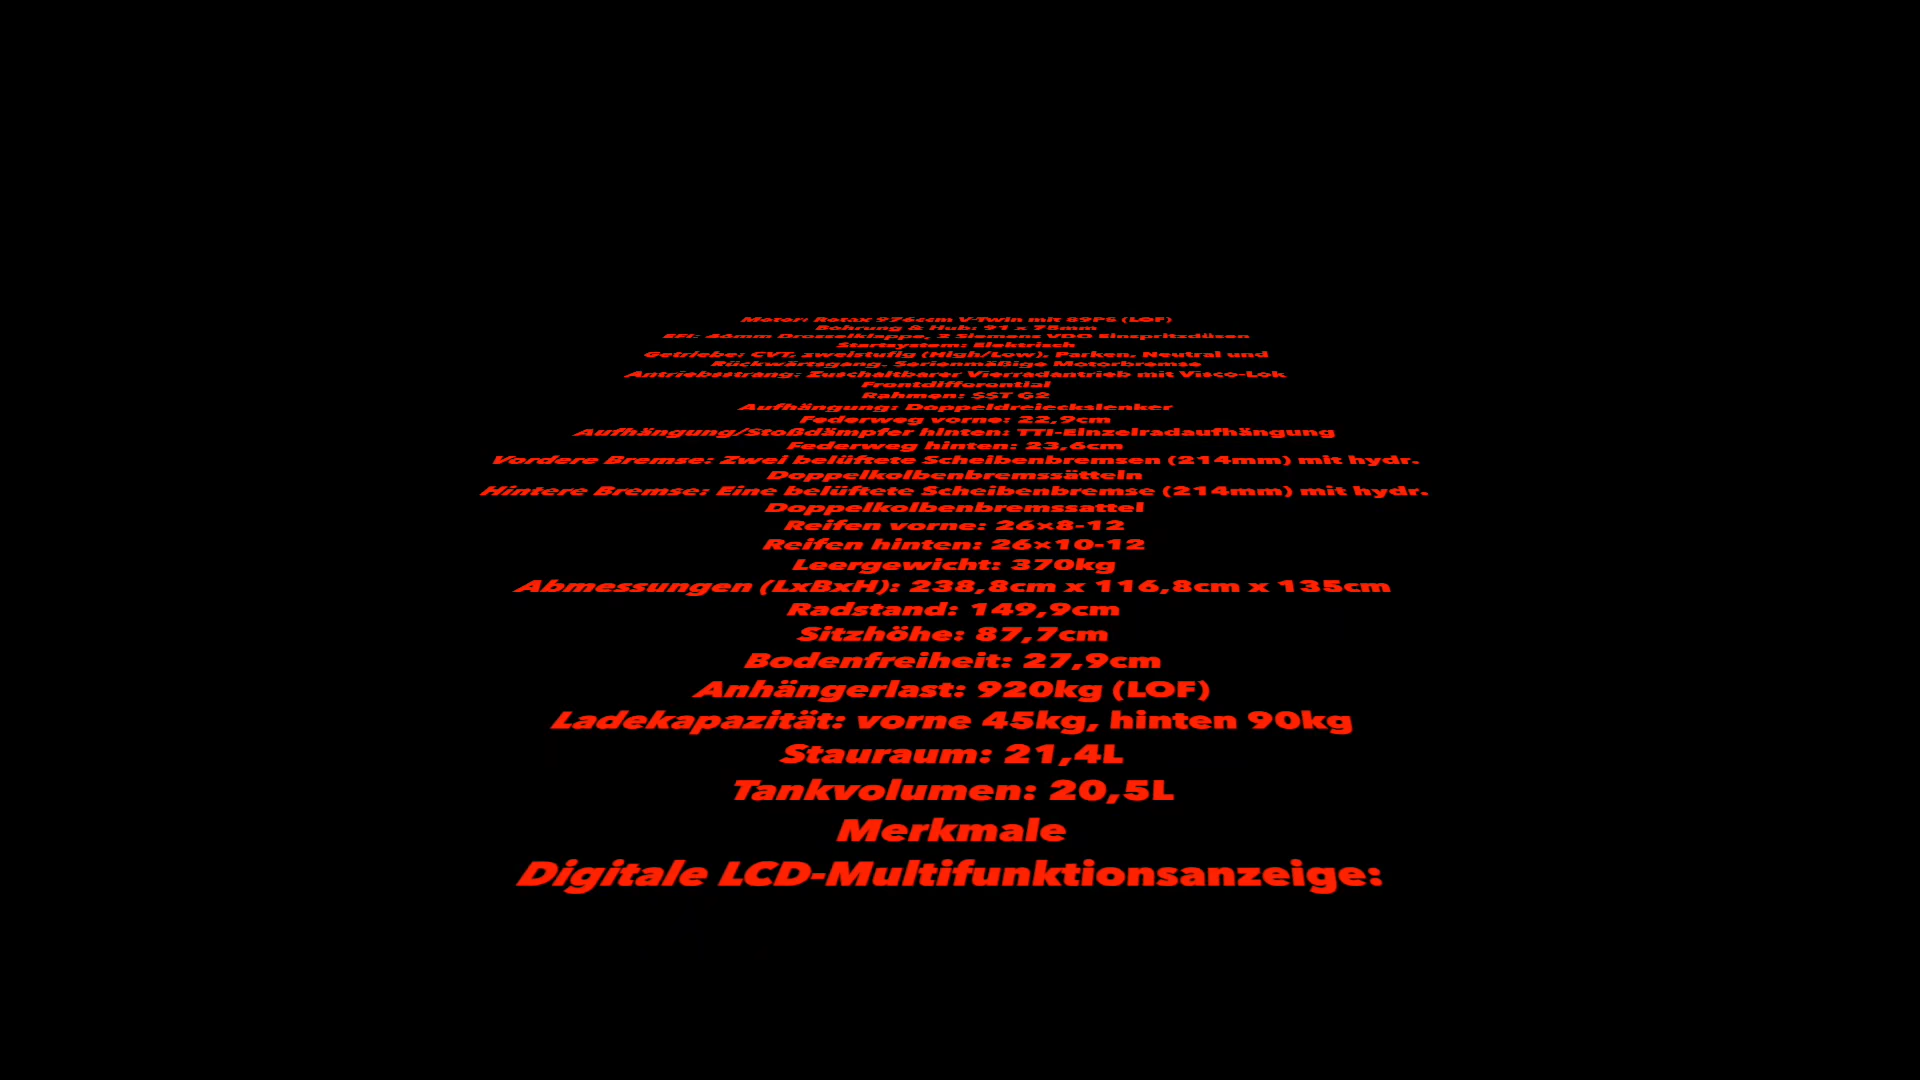 Motor: Rotax 976ccm V-Twin mit 89PS (LOF)
Bohrung & Hub: 91 x 75mm
EFI: 46mm Drosselklappe, 2 Siemens VDO Einspritzdüsen
Startsystem: Elektrisch
Getriebe: CVT, zweistufig (High/Low), Parken, Neutral und
Rückwärtsgang. Serienmäßige Motorbremse
Antriebsstrang: Zuschaltbarer Vierradantrieb mit Visco-Lok
Frontdifferential
Rahmen: SST G2
Aufhängung: Doppeldreieckslenker
Federweg vorne: 22,9cm
Aufhängung/Stoßdämpfer hinten: TTI-Einzelradaufhängung
Federweg hinten: 23,6cm
Vordere Bremse: Zwei belüftete Scheibenbremsen (214mm) mit hydr.
Doppelkolbenbremssätteln
Hintere Bremse: Eine belüftete Scheibenbremse (214mm) mit hydr.
Doppelkolbenbremssattel
Reifen vorne: 26×8-12
Reifen hinten: 26×10-12
Leergewicht: 370kg
Abmessungen (LxBxH): 238,8cm x 116,8cm x 135cm
Radstand: 149,9cm
Sitzhöhe: 87,7cm
Bodenfreiheit: 27,9cm
Anhängerlast: 920kg (LOF)
Ladekapazität: vorne 45kg, hinten 90kg
Stauraum: 21,4L
Tankvolumen: 20,5L
Merkmale
Digitale LCD-Multifunktionsanzeige: